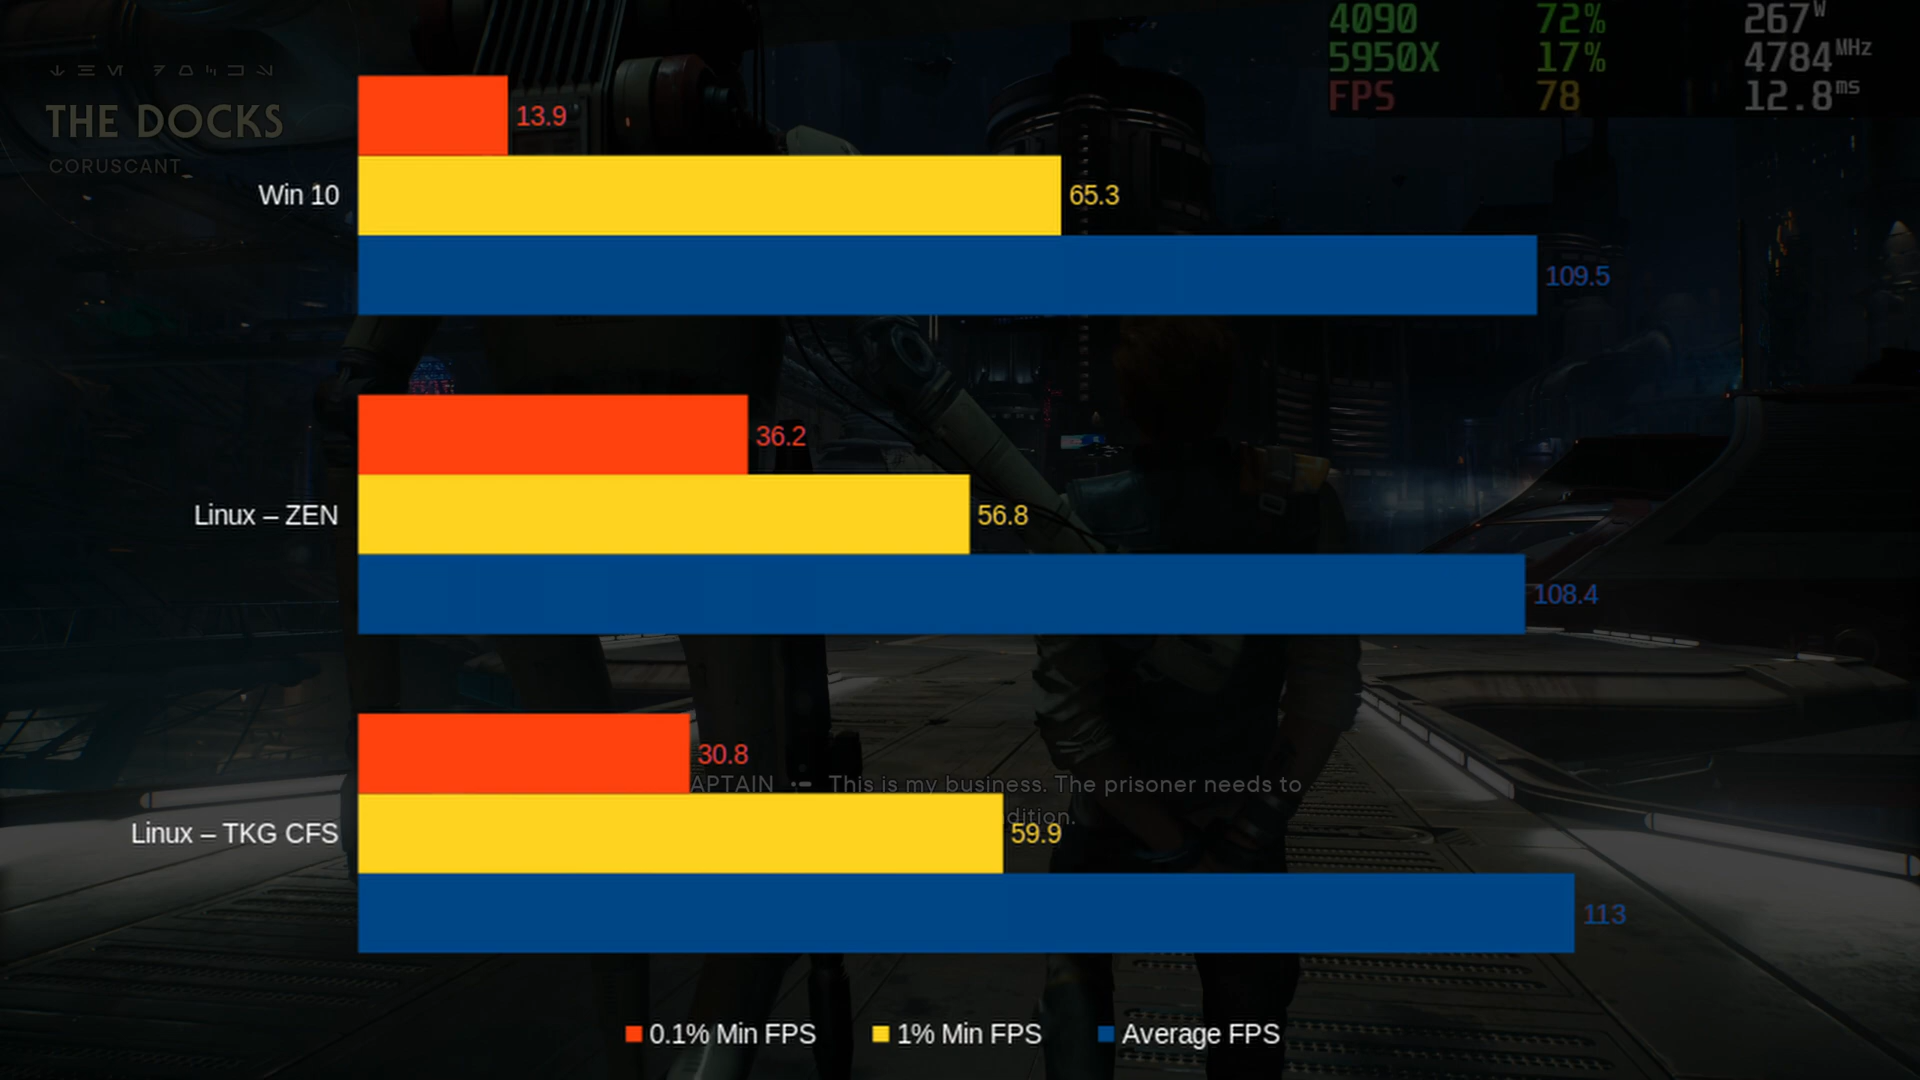 4090 72% 267W
5950X 17% 4784MHz
FPS 78 12.8ms
THE DOCKS
CORUSCANT_
13.9
Win 10 65.3
109.5
36.2
Linux – ZEN 56.8
108.4
30.8
APTAIN This is my business. The prisoner needs to
dition.
Linux – TKG CFS 59.9
113
0.1% Min FPS 1% Min FPS Average FPS